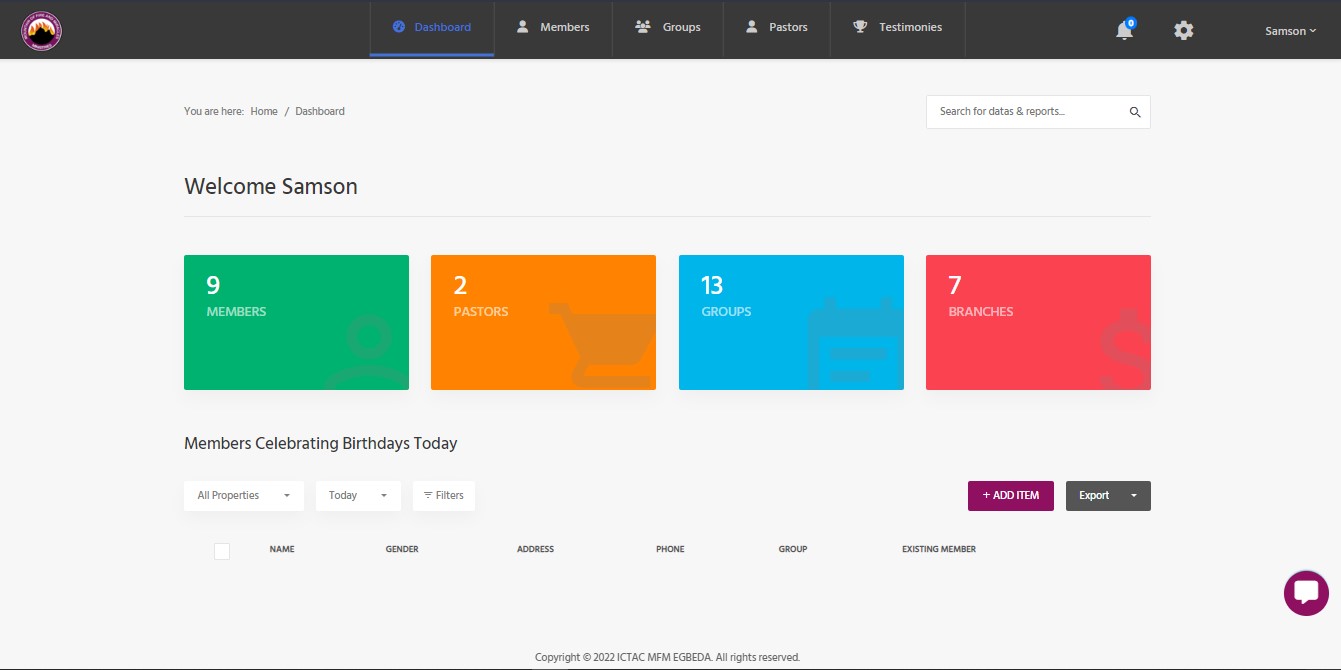 Dashboard
Members
Groups
Pastors
Testimonies
0
Samson
You are here: Home / Dashboard
Search for datas & reports...
Welcome Samson
9
MEMBERS
2
PASTORS
13
GROUPS
7
BRANCHES
Members Celebrating Birthdays Today
All Properties
Today
Filters
+ ADD ITEM
Export
NAME GENDER ADDRESS PHONE GROUP EXISTING MEMBER
Copyright © 2022 ICTAC MFM EGBEDA. All rights reserved.